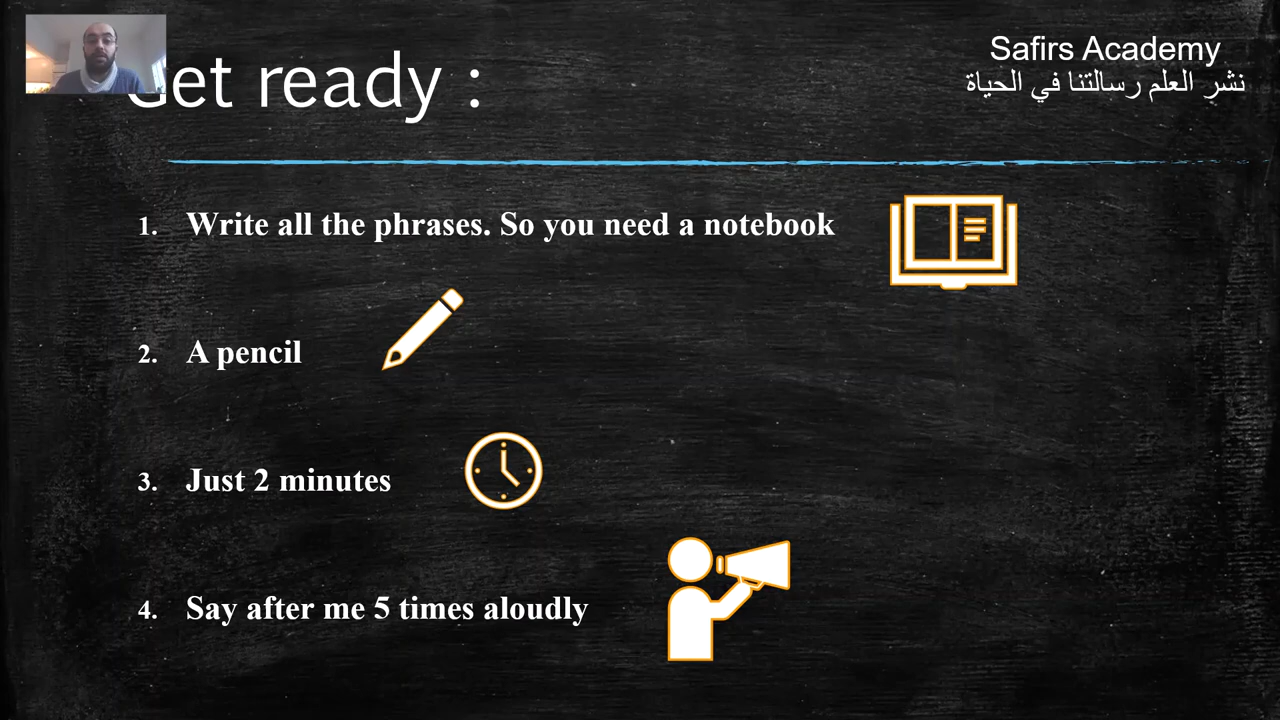 Get ready :
Safirs Academy
نشر العلم رسالتنا في الحياة
1. Write all the phrases. So you need a notebook
2. A pencil
3. Just 2 minutes
4. Say after me 5 times aloudly